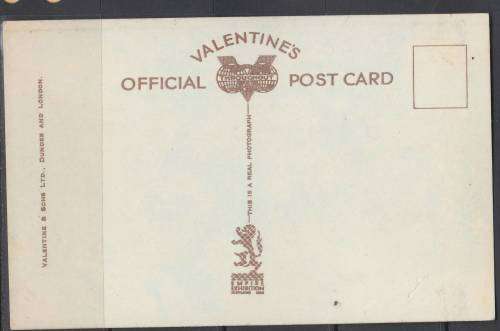 VALENTINE'S
OFFICIAL POST CARD
THIS IS A REAL PHOTOGRAPH
EMPIRE
EXHIBITION
VALENTINE & SONS LTD., DUNDEE AND LONDON.